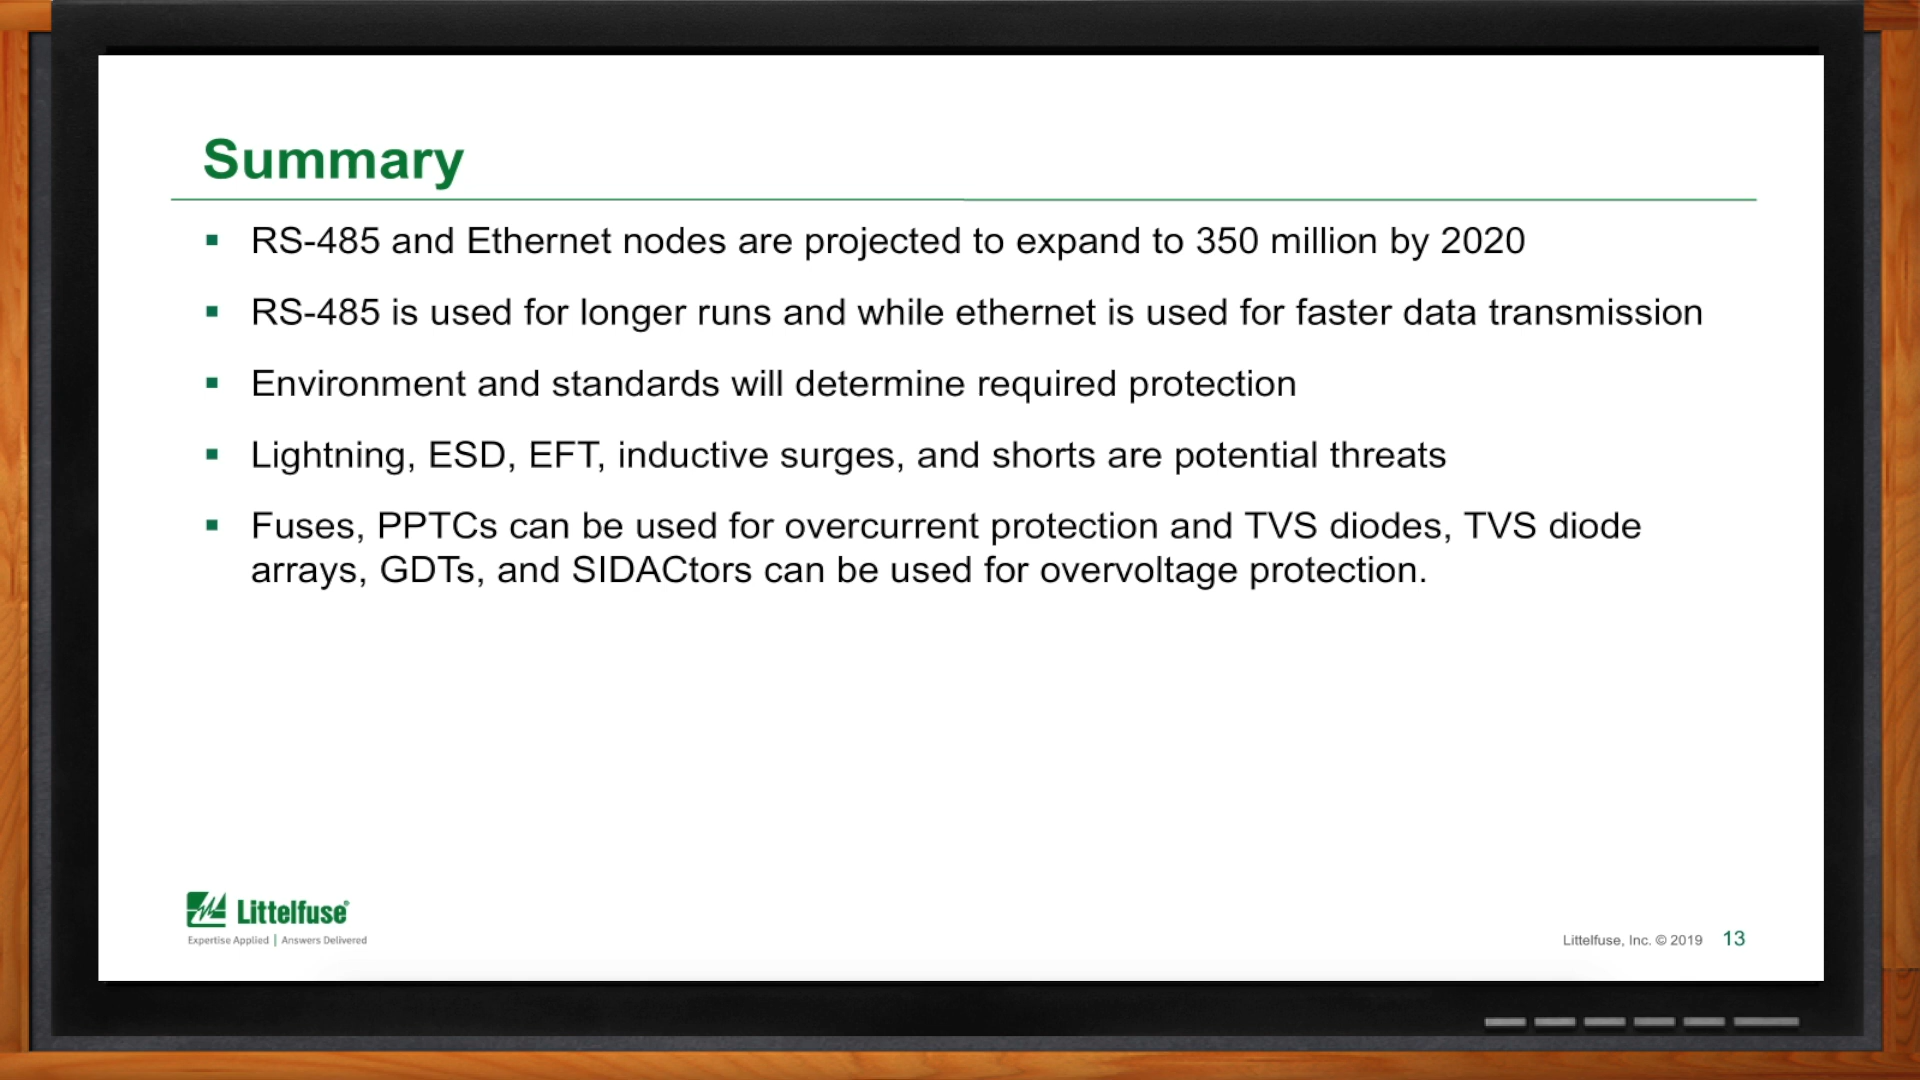 Summary
▪ RS-485 and Ethernet nodes are projected to expand to 350 million by 2020
▪ RS-485 is used for longer runs and while ethernet is used for faster data transmission
▪ Environment and standards will determine required protection
▪ Lightning, ESD, EFT, inductive surges, and shorts are potential threats
▪ Fuses, PPTCs can be used for overcurrent protection and TVS diodes, TVS diode
arrays, GDTs, and SIDACtors can be used for overvoltage protection.
Littelfuse®
Expertise Applied | Answers Delivered
Littelfuse, Inc. © 2019 13